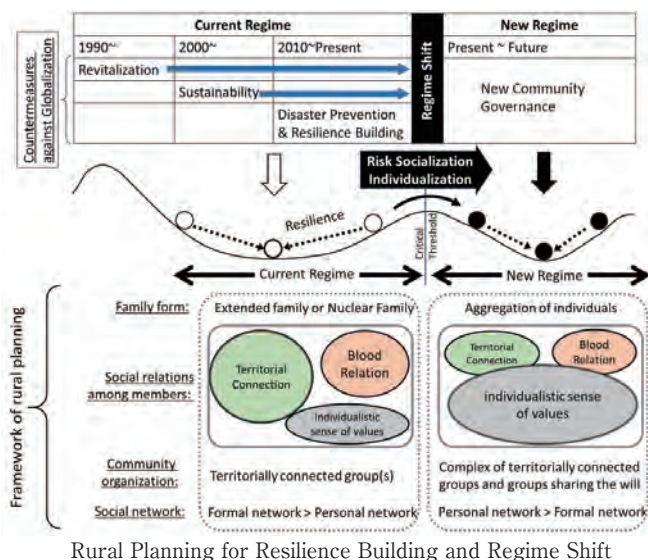 Current Regime
New Regime
1990~
2000~
2010~Present
Present ~ Future
Countermeasures
against Globalization
Revitalization
Sustainability
Disaster Prevention
& Resilience Building
Regime Shift
New Community
Governance
Risk Socialization
Individualization
Resilience
Critical
Threshold
Current Regime
New Regime
Framework of rural planning
Family form:
Extended family or Nuclear Family
Aggregation of individuals
Social relations
among members:
Territorial
Connection
Blood
Relation
Individualistic
sense of values
Territorial
Connection
Blood
Relation
individualistic sense
of values
Community
organization:
Territorially connected group(s)
Complex of territorially connected
groups and groups sharing the will
Social network:
Formal network > Personal network
Personal network > Formal network
Rural Planning for Resilience Building and Regime Shift